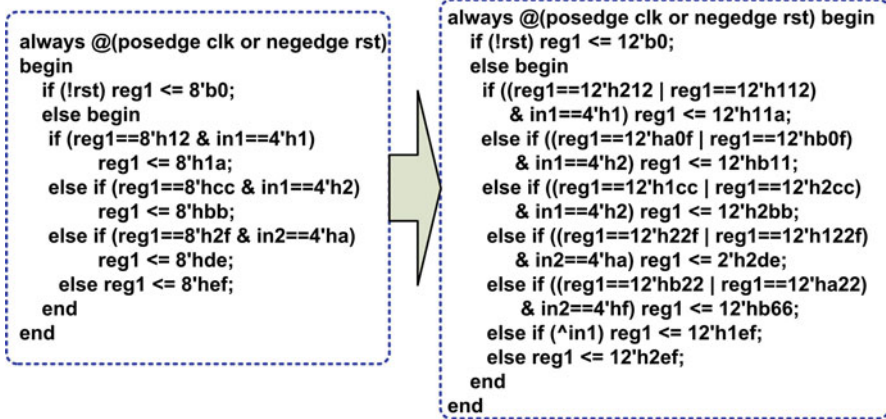 always @(posedge clk or negedge rst)
begin
if (!rst) reg1 <= 8'b0;
else begin
if (reg1==8'h12 & in1==4'h1)
reg1 <= 8'h1a;
else if (reg1==8'hcc & in1==4'h2)
reg1 <= 8'hbb;
else if (reg1==8'h2f & in2==4'ha)
reg1 <= 8'hde;
else reg1 <= 8'hef;
end
end
always @(posedge clk or negedge rst) begin
if (!rst) reg1 <= 12'b0;
else begin
if ((reg1==12'h212 | reg1==12'h112)
& in1==4'h1) reg1 <= 12'h11a;
else if ((reg1==12'ha0f | reg1==12'hb0f)
& in1==4'h2) reg1 <= 12'hb11;
else if ((reg1==12'h1cc | reg1==12'h2cc)
& in1==4'h2) reg1 <= 12'h2bb;
else if ((reg1==12'h22f | reg1==12'h122f)
& in2==4'ha) reg1 <= 2'h2de;
else if ((reg1==12'hb22 | reg1==12'ha22)
& in2==4'hf) reg1 <= 12'hb66;
else if (^in1) reg1 <= 12'h1ef;
else reg1 <= 12'h2ef;
end
end